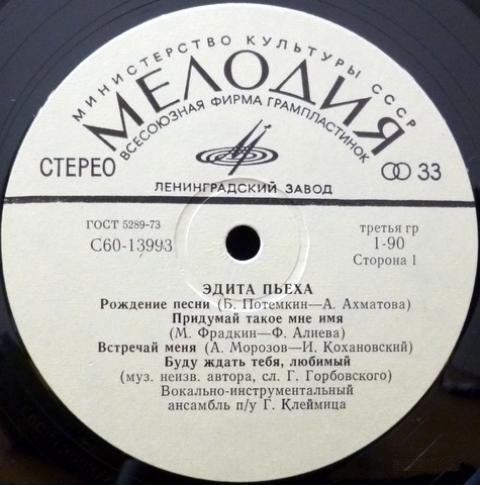 МИНИСТЕРСТВО КУЛЬТУРЫ СССР
МЕЛОДИЯ
ВСЕСОЮЗНАЯ ФИРМА ГРАМПЛАСТИНОК
СТЕРЕО
33
ЛЕНИНГРАДСКИЙ ЗАВОД
ГОСТ 5289-73
третья гр
С60-13993
1-90
Сторона 1
ЭДИТА ПЬЕХА
Рождение песни (Б. Потемкин—А. Ахматова)
Придумай такое мне имя
(М. Фрадкин—Ф. Алиева)
Встречай меня (А. Морозов—И. Кохановский)
Буду ждать тебя, любимый
(муз. неизв. автора, сл. Г. Горбовского)
Вокально-инструментальный
ансамбль п/у Г. Клеймица